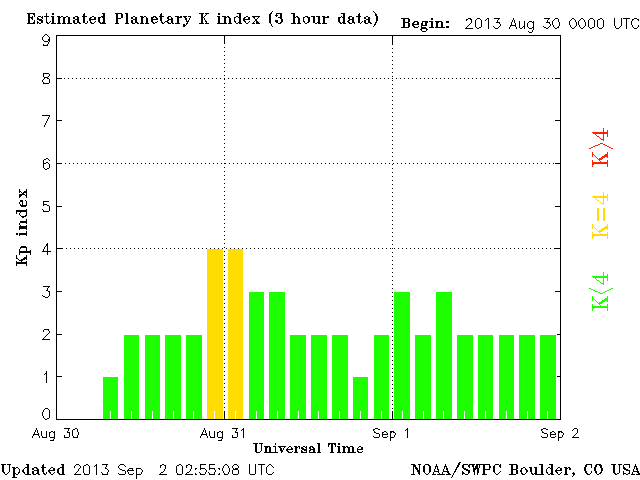 Estimated Planetary K index (3 hour data) Begin: 2013 Aug 30 0000 UTC
9
8
7
6
5
4
3
2
1
0
Kp index
Aug 30 Aug 31 Sep 1 Sep 2
Universal Time
K>4
K=4
K<4
Updated 2013 Sep 2 02:55:08 UTC NOAA/SWPC Boulder, CO USA